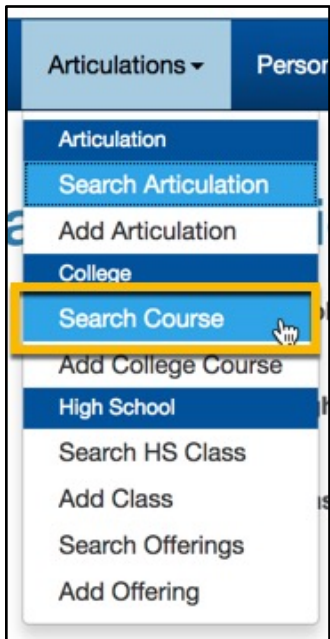 Articulations Person
Articulation
Search Articulation
Add Articulation
College
Search Course
Add College Course
High School
Search HS Class
Add Class
Search Offerings
Add Offering